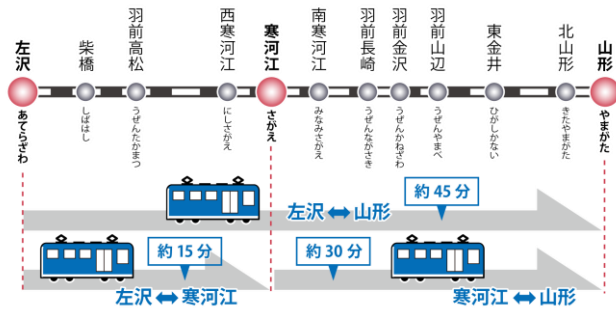 左沢
柴橋
羽前高松
西寒河江
寒河江
南寒河江
羽前長崎
羽前金沢
羽前山辺
東金井
北山形
山形
あてらざわ
しばはし
うぜんたかまつ
にしさがえ
さがえ
みなみさがえ
うぜんながさき
うぜんかねざわ
うぜんやまべ
ひがしかない
きたやまがた
やまがた
約45分
左沢⬌山形
約15分
約30分
左沢⬌寒河江
寒河江⬌山形